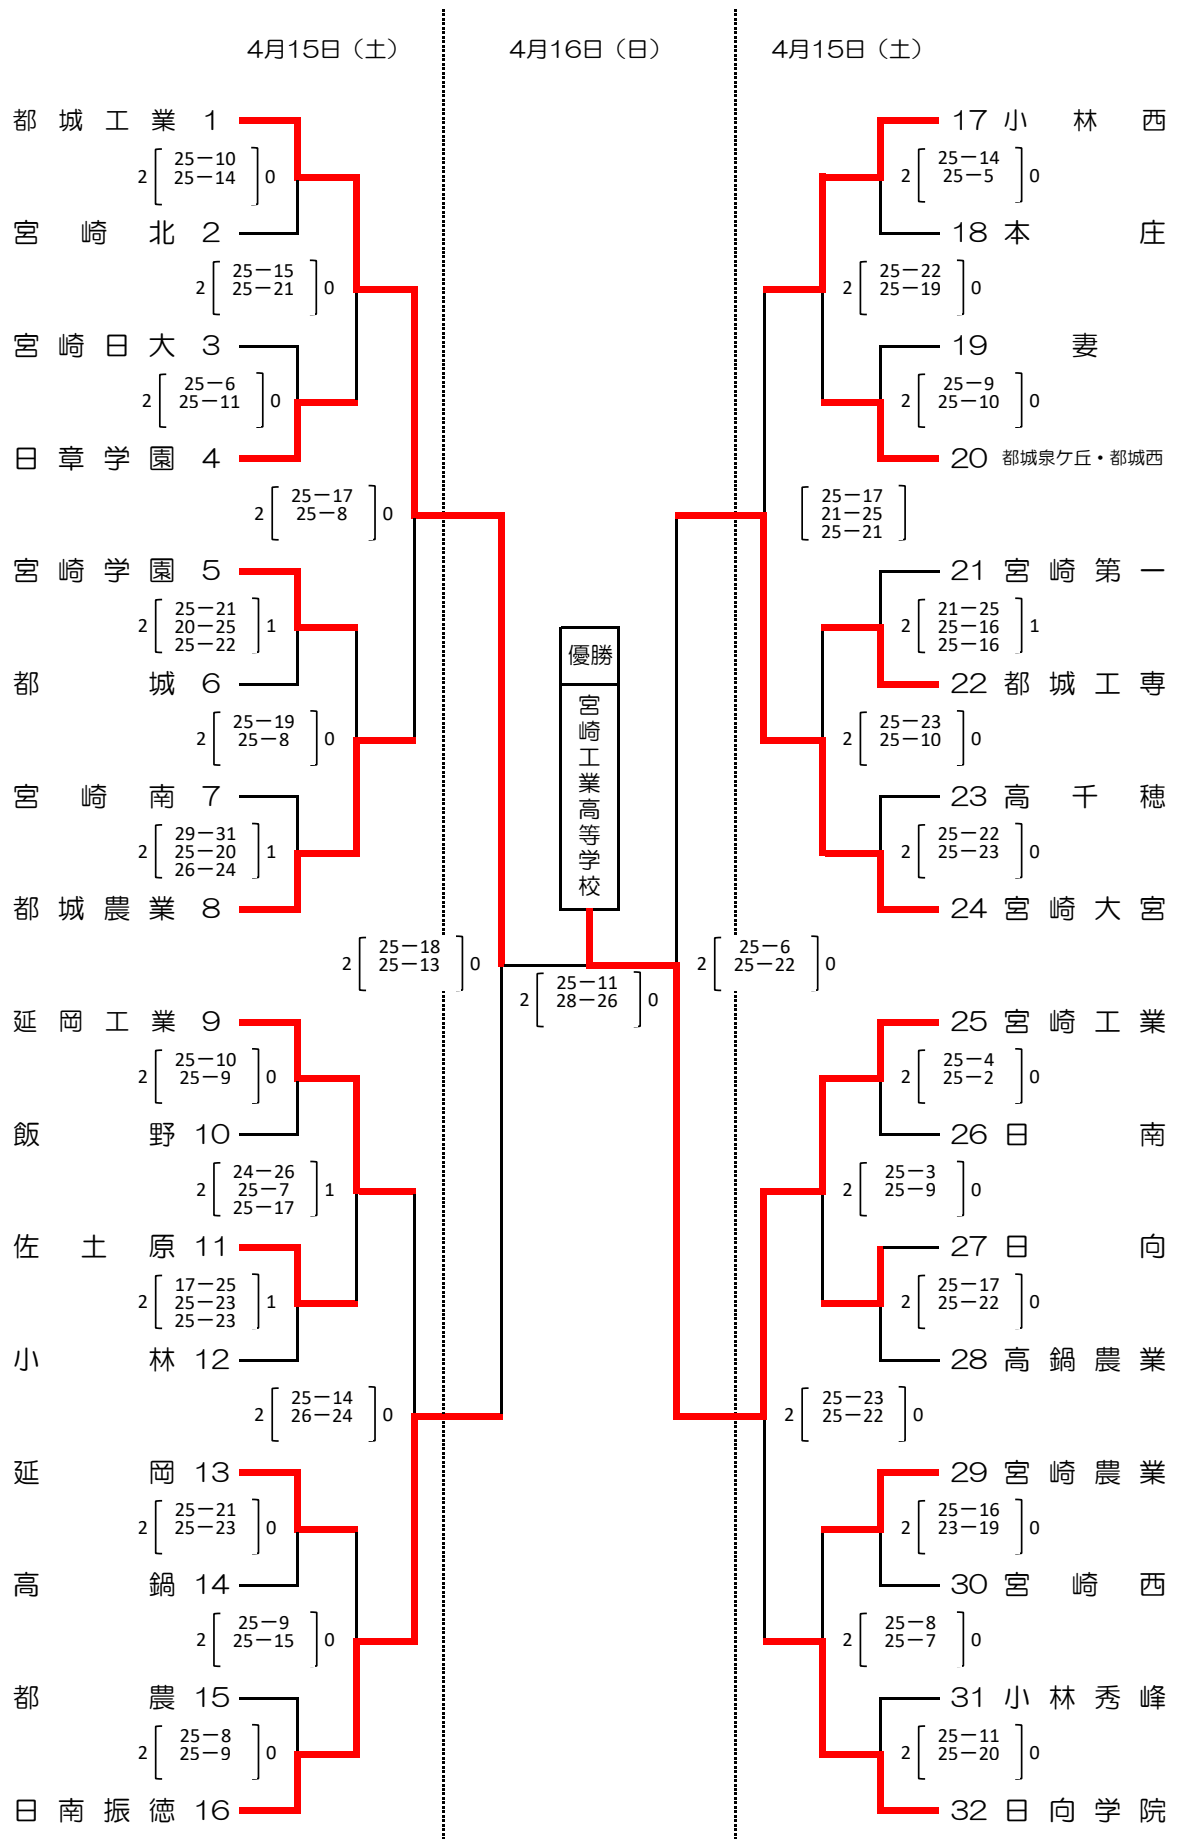 4月15日（土）
4月16日（日）
4月15日（土）
都城工業 1
2 25－10 0
25－14
宮崎北 2
2 25－15 0
25－21
宮崎日大 3
2 25－6 0
25－11
日章学園 4
2 25－17 0
25－8
宮崎学園 5
25－21
2 20－25 1
25－22
都城 6
2 25－19 0
25－8
宮崎南 7
29－31
2 25－20 1
26－24
都城農業 8
2 25－18 0
25－13
延岡工業 9
2 25－10 0
25－9
飯野 10
24－26
2 25－7 1
25－17
佐土原 11
17－25
2 25－23 1
25－23
小林 12
2 25－14 0
26－24
延岡 13
2 25－21 0
25－23
高鍋 14
2 25－9 0
25－15
都農 15
2 25－8 0
25－9
日南振徳 16
優勝
宮崎工業高等学校
2 25－11 0
28－26
17 小林西
2 25－14 0
25－5
18 本庄
2 25－22 0
25－19
19 妻
2 25－9 0
25－10
20 都城泉ケ丘・都城西
25－17
21－25
25－21
21 宮崎第一
21－25
2 25－16 1
25－16
22 都城工専
2 25－23 0
25－10
23 高千穂
2 25－22 0
25－23
24 宮崎大宮
2 25－6 0
25－22
25 宮崎工業
2 25－4 0
25－2
26 日南
2 25－3 0
25－9
27 日向
2 25－17 0
25－22
28 高鍋農業
2 25－23 0
25－22
29 宮崎農業
2 25－16 0
23－19
30 宮崎西
2 25－8 0
25－7
31 小林秀峰
2 25－11 0
25－20
32 日向学院